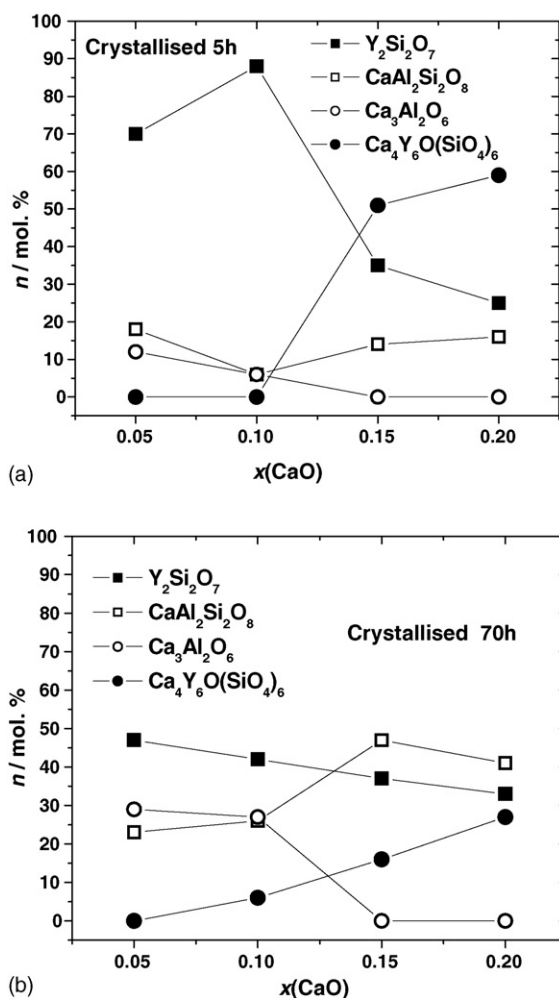 100
90
80
70
60
50
40
30
20
10
0
n / mol. %
Crystallised 5h
Y₂Si₂O₇
CaAl₂Si₂O₈
Ca₃Al₂O₆
Ca₄Y₆O(SiO₄)₆
0.05 0.10 0.15 0.20
x(CaO)
(a)
100
90
80
70
60
50
40
30
20
10
0
n / mol. %
Y₂Si₂O₇
CaAl₂Si₂O₈
Ca₃Al₂O₆
Ca₄Y₆O(SiO₄)₆
Crystallised 70h
0.05 0.10 0.15 0.20
x(CaO)
(b)